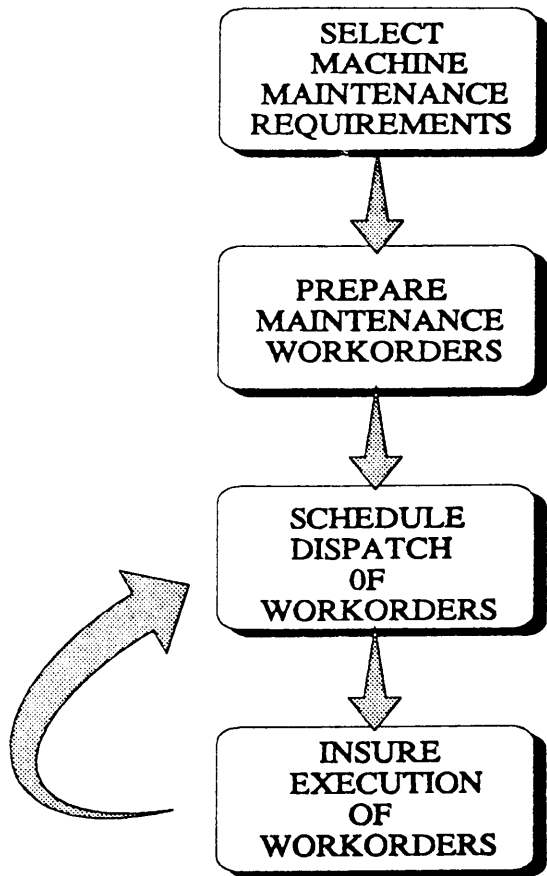 SELECT
MACHINE
MAINTENANCE
REQUIREMENTS
PREPARE
MAINTENANCE
WORKORDERS
SCHEDULE
DISPATCH
0F
WORKORDERS
INSURE
EXECUTION
OF
WORKORDERS